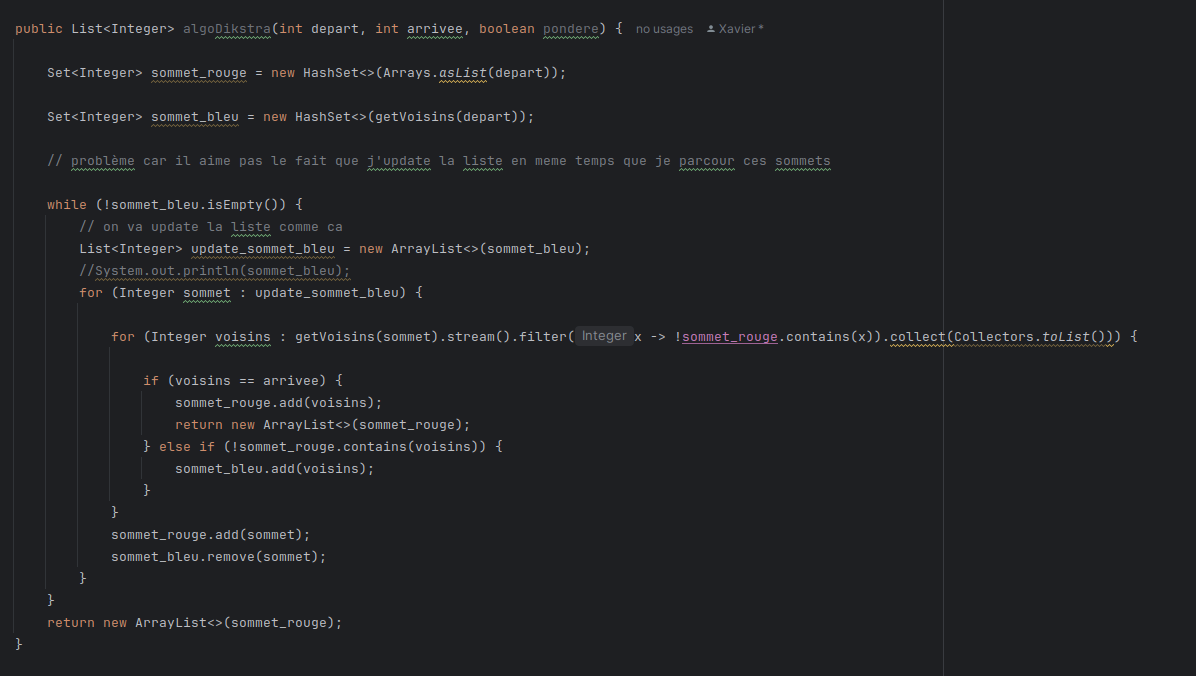 public List<Integer> algoDikstra(int depart, int arrivee, boolean pondere) { no usages Xavier *
Set<Integer> sommet_rouge = new HashSet<>(Arrays.asList(depart));
Set<Integer> sommet_bleu = new HashSet<>(getVoisins(depart));
// problème car il aime pas le fait que j'update la liste en meme temps que je parcour ces sommets
while (!sommet_bleu.isEmpty()) {
// on va update la liste comme ca
List<Integer> update_sommet_bleu = new ArrayList<>(sommet_bleu);
//System.out.println(sommet_bleu);
for (Integer sommet : update_sommet_bleu) {
for (Integer voisins : getVoisins(sommet).stream().filter( Integer x -> !sommet_rouge.contains(x)).collect(Collectors.toList())) {
if (voisins == arrivee) {
sommet_rouge.add(voisins);
return new ArrayList<>(sommet_rouge);
} else if (!sommet_rouge.contains(voisins)) {
sommet_bleu.add(voisins);
}
}
sommet_rouge.add(sommet);
sommet_bleu.remove(sommet);
}
}
return new ArrayList<>(sommet_rouge);
}